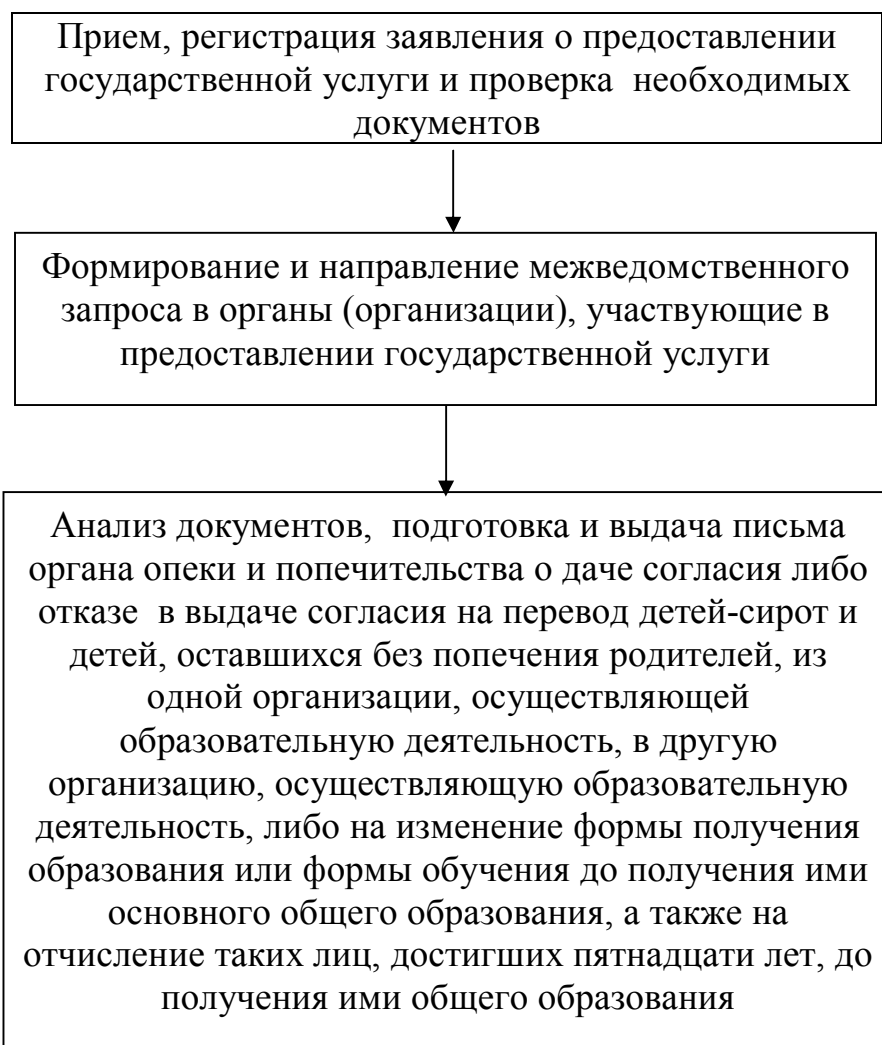 Прием, регистрация заявления о предоставлении
государственной услуги и проверка  необходимых
документов
Формирование и направление межведомственного
запроса в органы (организации), участвующие в
предоставлении государственной услуги
Анализ документов,  подготовка и выдача письма
органа опеки и попечительства о даче согласия либо
отказе  в выдаче согласия на перевод детей-сирот и
детей, оставшихся без попечения родителей, из
одной организации, осуществляющей
образовательную деятельность, в другую
организацию, осуществляющую образовательную
деятельность, либо на изменение формы получения
образования или формы обучения до получения ими
основного общего образования, а также на
отчисление таких лиц, достигших пятнадцати лет, до
получения ими общего образования